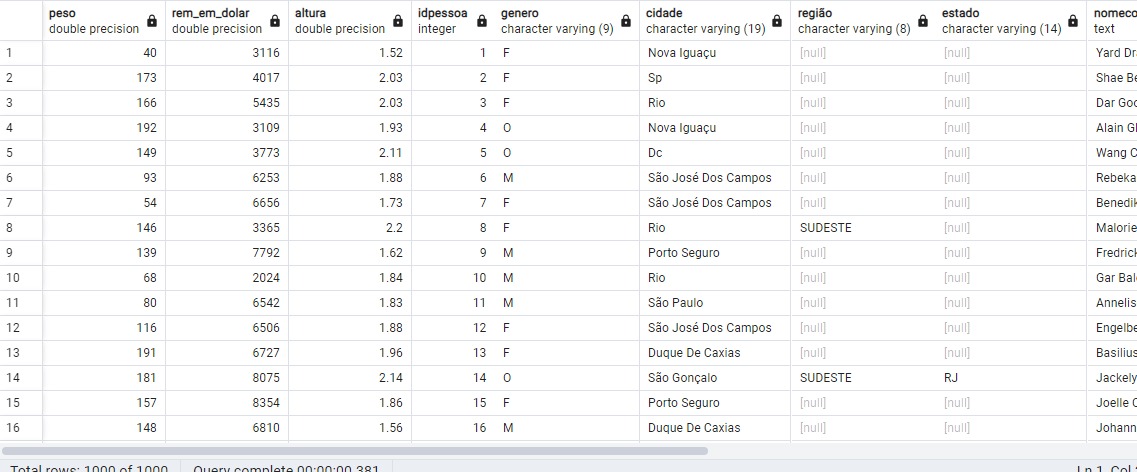 peso rem_em_dolar altura idpessoa genero cidade região estado nomeco
double precision double precision double precision integer character varying (9) character varying (19) character varying (8) character varying (14) text
1 40 3116 1.52 1 F Nova Iguaçu [null] [null] Yard Dr
2 173 4017 2.03 2 F Sp [null] [null] Shae Be
3 166 5435 2.03 3 F Rio [null] [null] Dar Goo
4 192 3109 1.93 4 O Nova Iguaçu [null] [null] Alain Gl
5 149 3773 2.11 5 O Dc [null] [null] Wang C
6 93 6253 1.88 6 M São José Dos Campos [null] [null] Rebeka
7 54 6656 1.73 7 F São José Dos Campos [null] [null] Benedik
8 146 3365 2.2 8 F Rio SUDESTE [null] Malorie
9 139 7792 1.62 9 M Porto Seguro [null] [null] Fredrick
10 68 2024 1.84 10 M Rio [null] [null] Gar Bal
11 80 6542 1.83 11 M São Paulo [null] [null] Annelis
12 116 6506 1.88 12 F São José Dos Campos [null] [null] Engelbe
13 191 6727 1.96 13 F Duque De Caxias [null] [null] Basilius
14 181 8075 2.14 14 O São Gonçalo SUDESTE RJ Jackely
15 157 8354 1.86 15 F Porto Seguro [null] [null] Joelle C
16 148 6810 1.56 16 M Duque De Caxias [null] [null] Johann
Total rows: 1000 of 1000 Query complete 00:00:00.381 Ln 1, Col